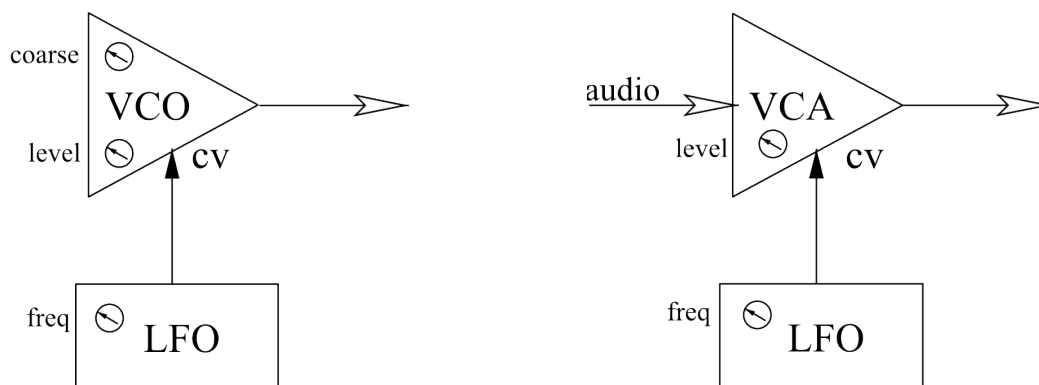 coarse
VCO
level
cv
freq
LFO
audio
VCA
level
cv
freq
LFO